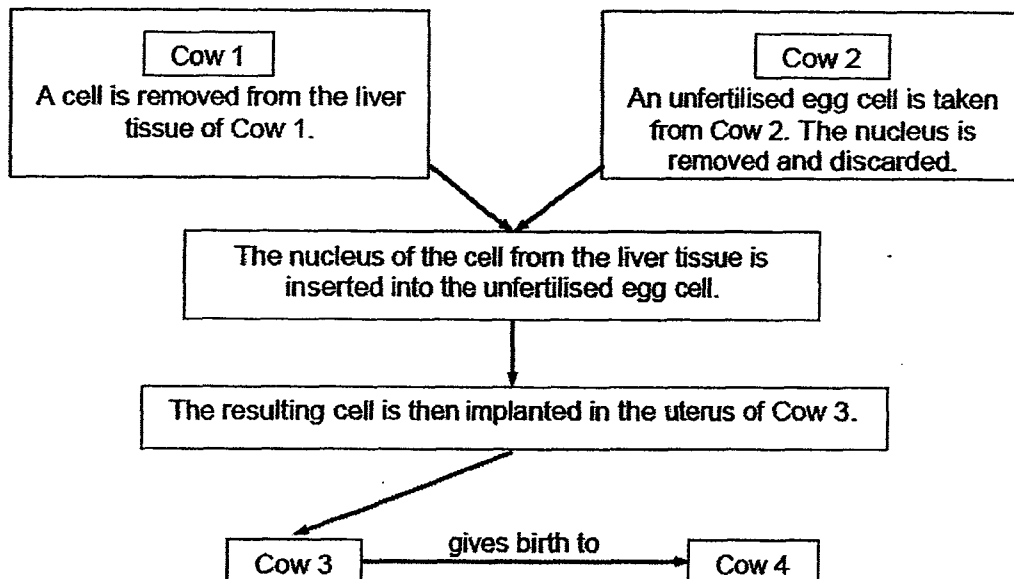 Cow 1
A cell is removed from the liver
tissue of Cow 1.
Cow 2
An unfertilised egg cell is taken
from Cow 2. The nucleus is
removed and discarded.
The nucleus of the cell from the liver tissue is
inserted into the unfertilised egg cell.
The resulting cell is then implanted in the uterus of Cow 3.
gives birth to
Cow 3
Cow 4